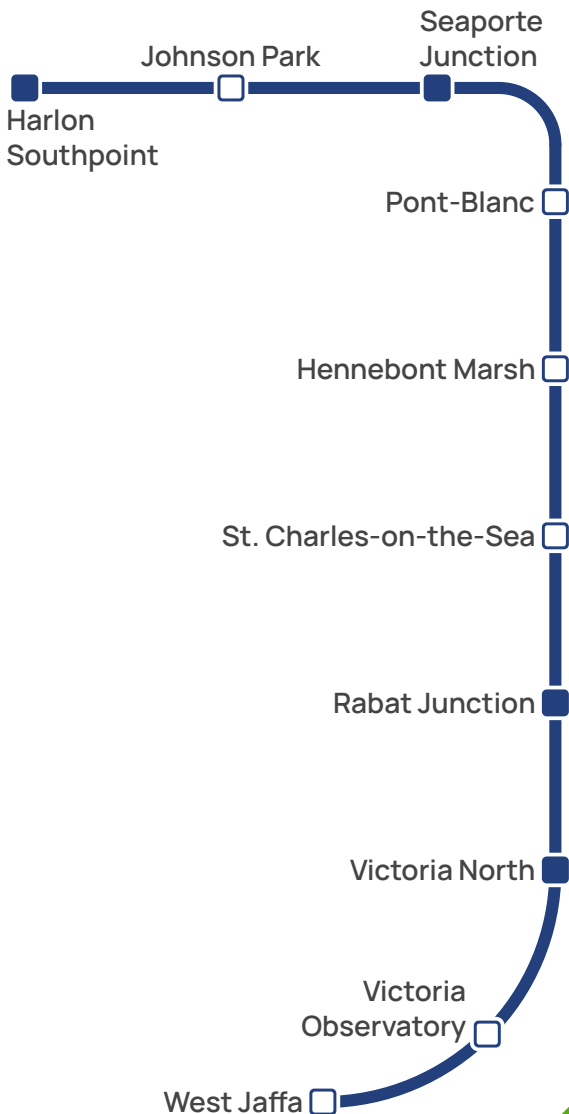 Seaporte
Junction
Johnson Park
Harlon
Southpoint
Pont-Blanc
Hennebont Marsh
St. Charles-on-the-Sea
Rabat Junction
Victoria North
Victoria
Observatory
West Jaffa